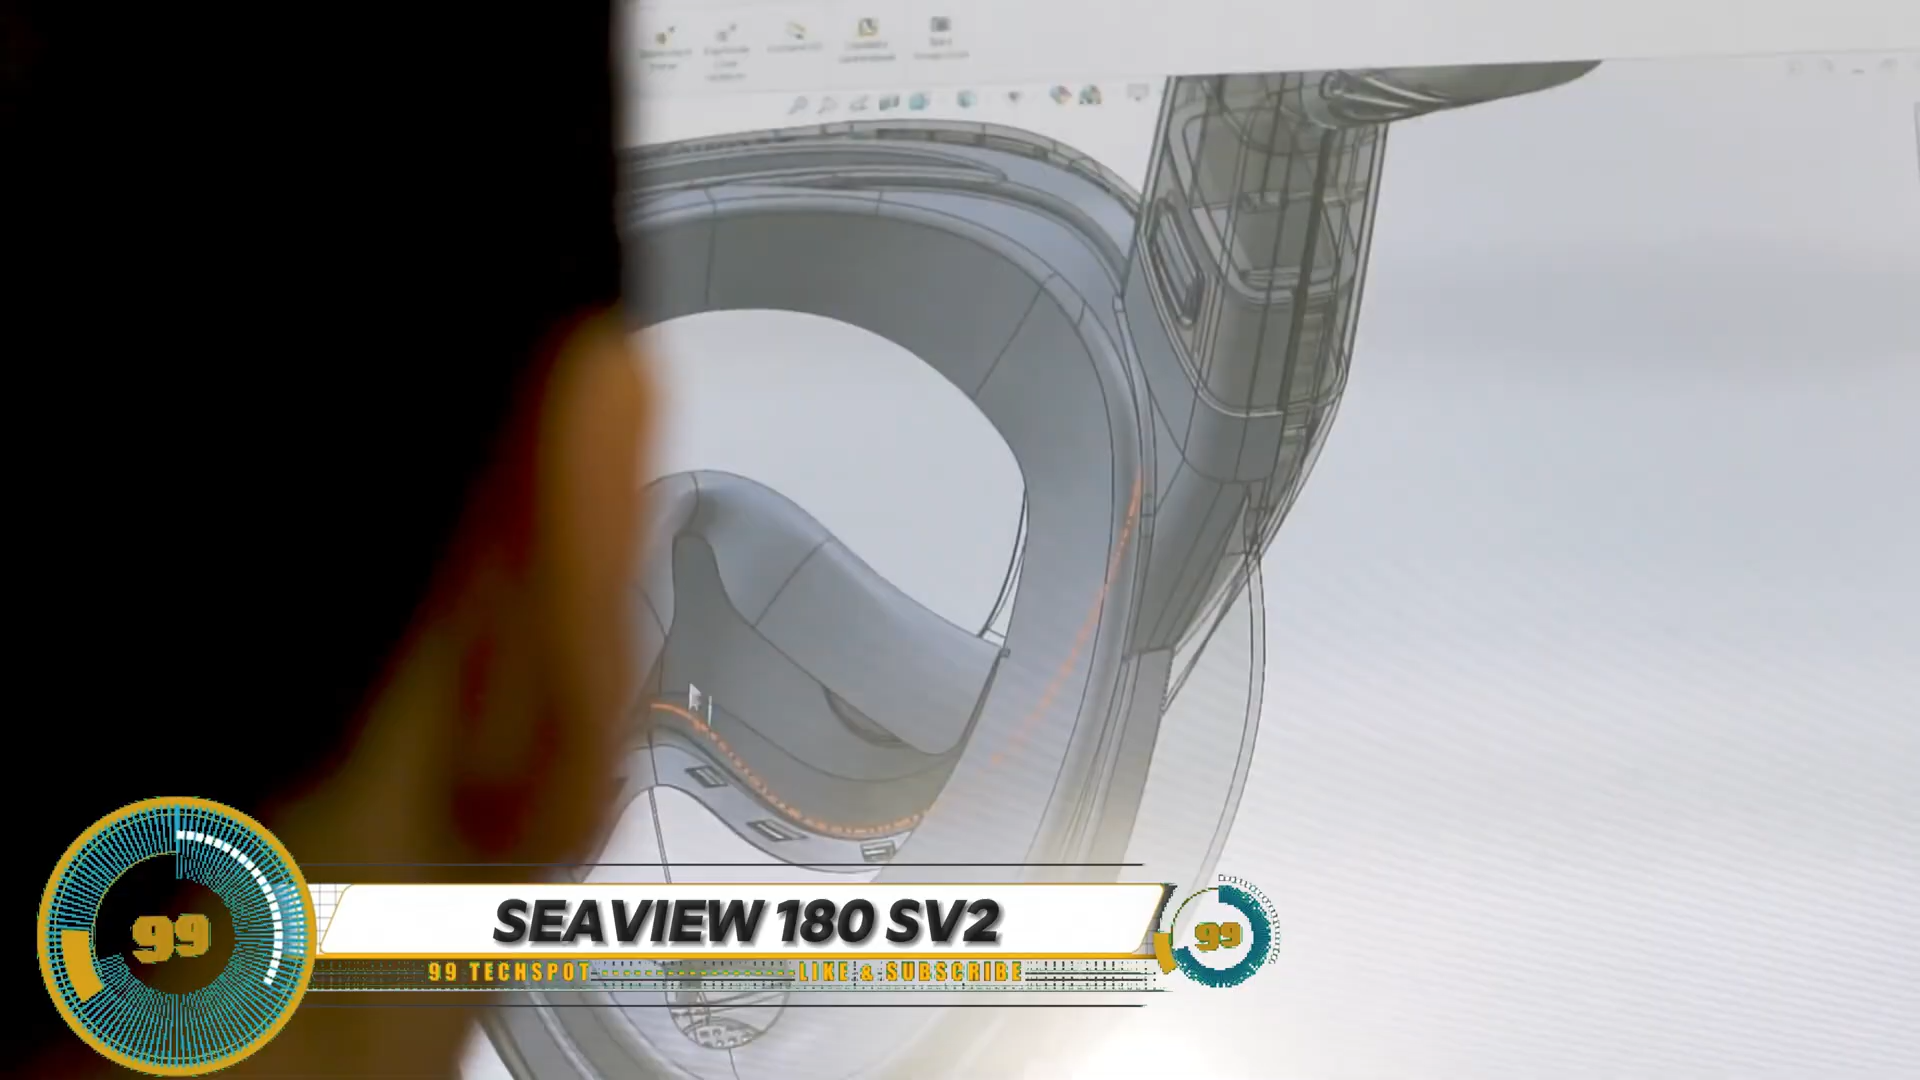 SEAVIEW 180 SV2
99
99
99 TECHSPOT
LIKE & SUBSCRIBE